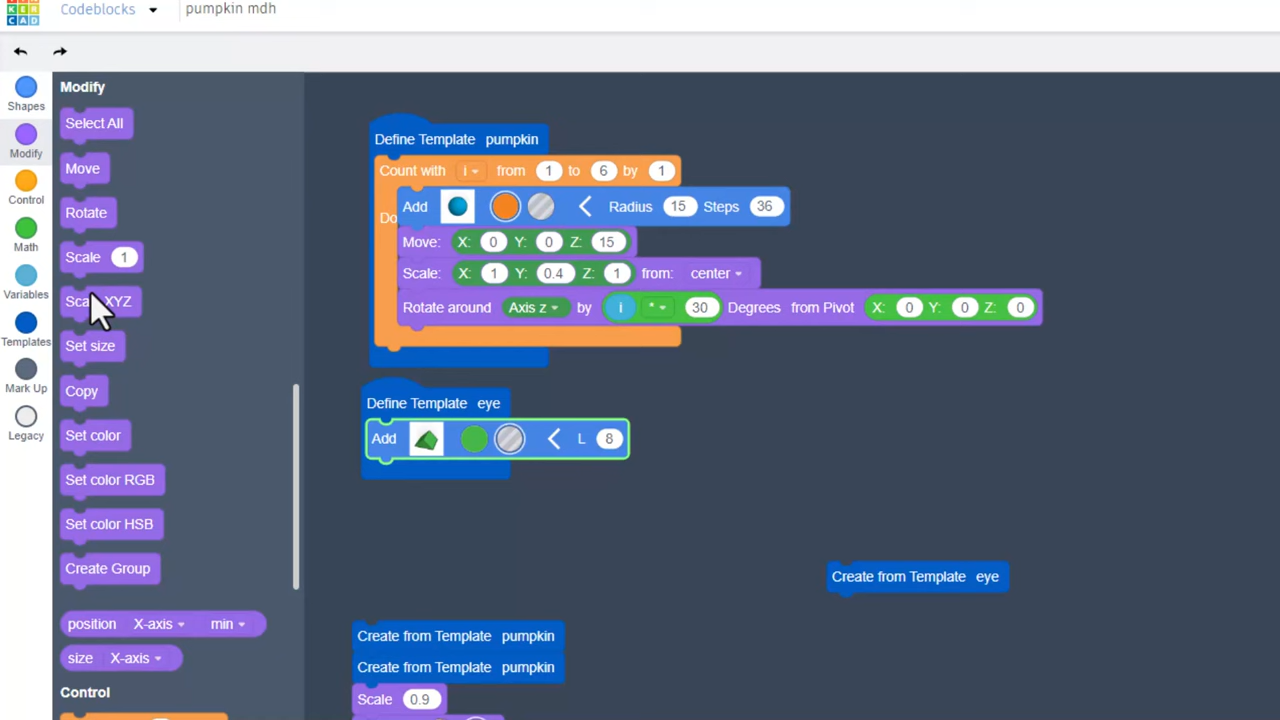 KER
CAD
Codeblocks
pumpkin mdh
Shapes
Modify
Control
Math
Variables
Templates
Mark Up
Legacy
Modify
Select All
Move
Rotate
Scale 1
XYZ
Set size
Copy
Set color
Set color RGB
Set color HSB
Create Group
position X-axis min
size X-axis
Control
Define Template pumpkin
Count with i from 1 to 6 by 1
Do
Add Radius 15 Steps 36
Move: X: 0 Y: 0 Z: 15
Scale: X: 1 Y: 0.4 Z: 1 from: center
Rotate around Axis z by i * 30 Degrees from Pivot X: 0 Y: 0 Z: 0
Define Template eye
Add L 8
Create from Template eye
Create from Template pumpkin
Create from Template pumpkin
Scale 0.9